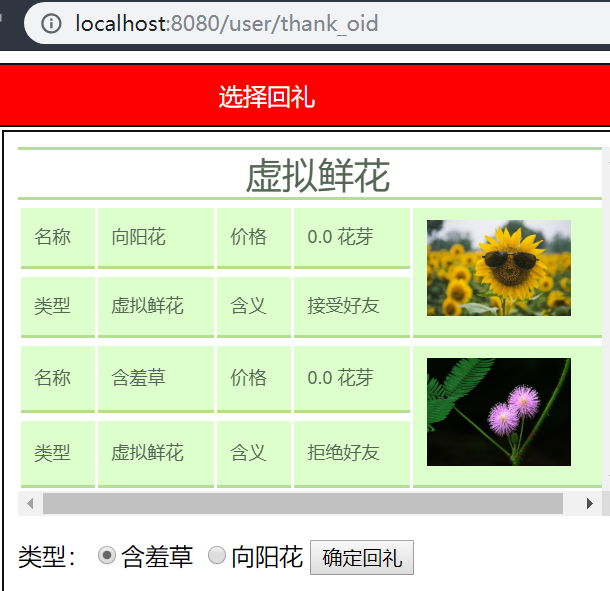 localhost:8080/user/thank_oid
选择回礼
虚拟鲜花
名称 向阳花 价格 0.0 花芽
类型 虚拟鲜花 含义 接受好友
名称 含羞草 价格 0.0 花芽
类型 虚拟鲜花 含义 拒绝好友
类型： 含羞草 向阳花 确定回礼